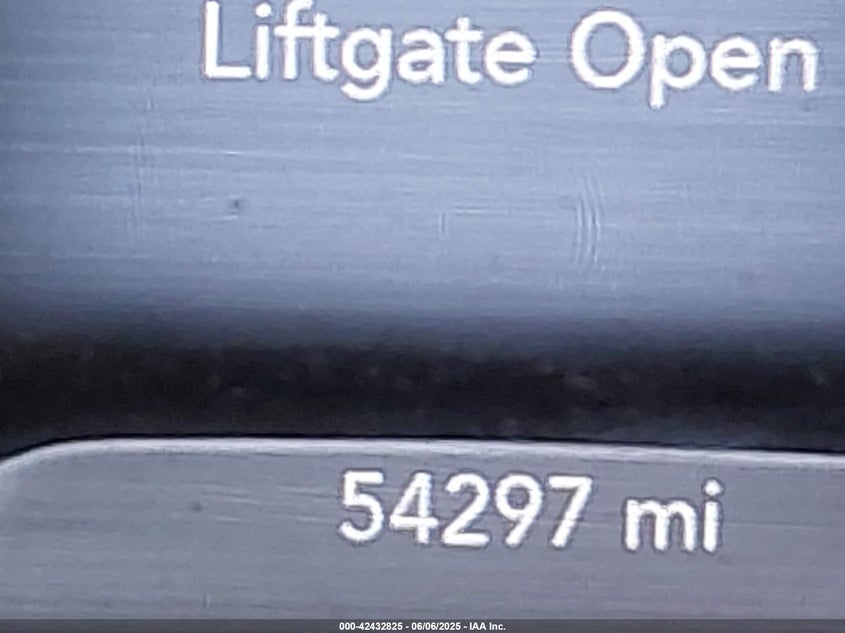 Liftgate Open
54297 mi
000-42432825 - 06/06/2025 - IAA Inc.